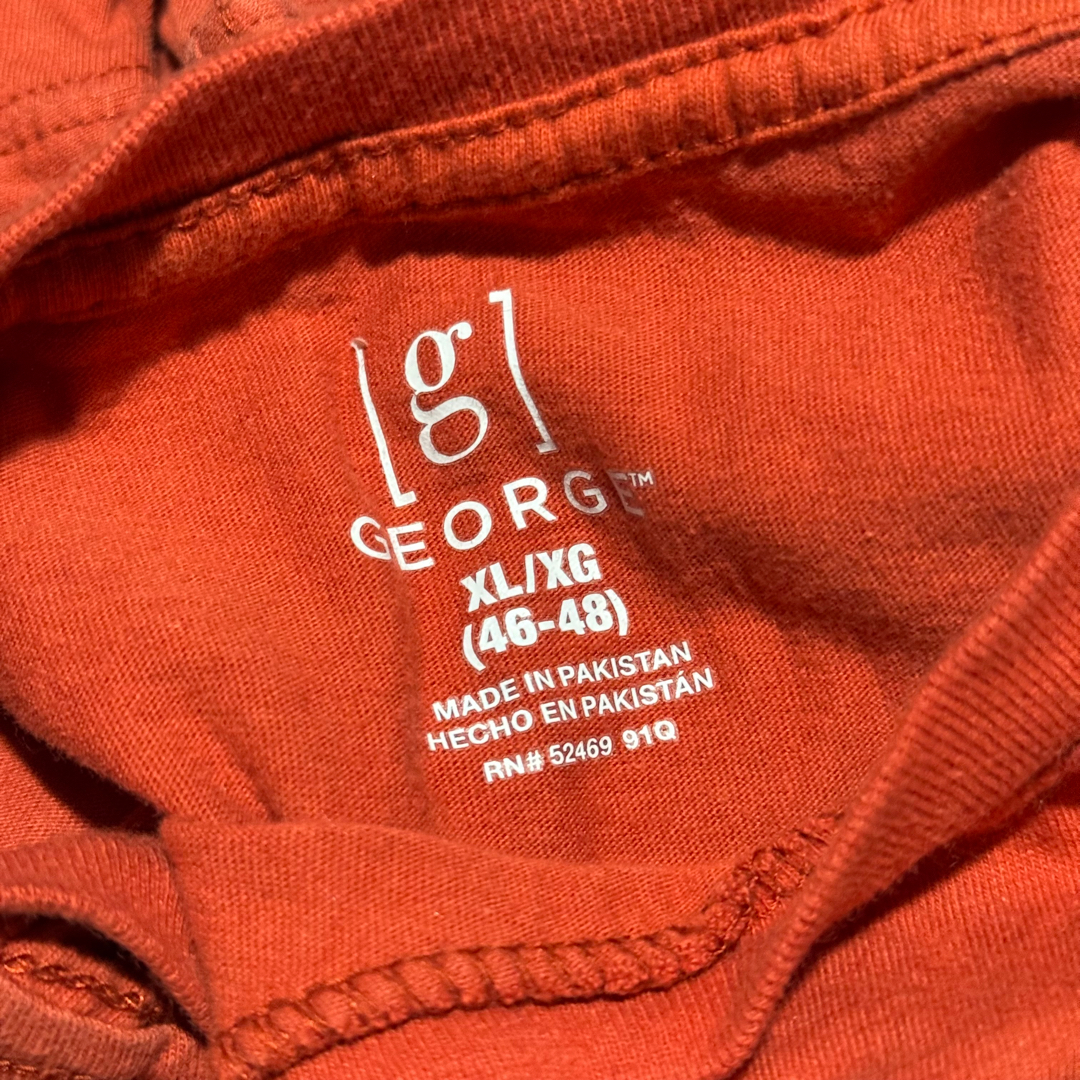 [g]
GEORGE™
XL/XG
(46-48)
MADE IN PAKISTAN
HECHO EN PAKISTÁN
RN# 52469 91Q